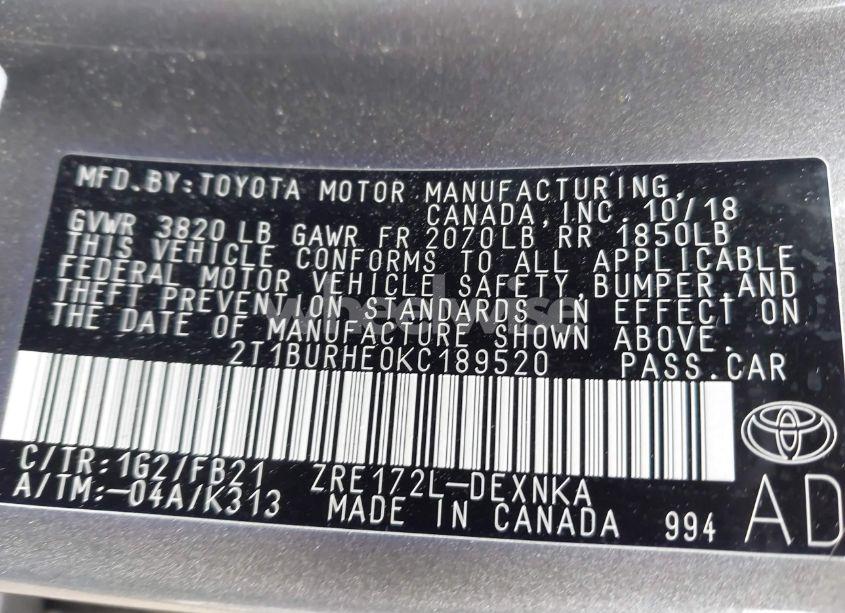 MFD.BY:TOYOTA MOTOR MANUFACTURING,
CANADA,INC. 10/18
GVWR 3820 LB GAWR FR 2070LB RR 1850LB
THIS VEHICLE CONFORMS TO ALL APPLICABLE
FEDERAL MOTOR VEHICLE SAFETY,BUMPER,AND
THEFT PREVENTION STANDARDS IN EFFECT ON
THE DATE OF MANUFACTURE SHOWN ABOVE.
2T1BURHE0KC189520 PASS.CAR
C/TR:1G2/FB21 ZRE172L-DEXNKA
A/TM:-04A/K313 MADE IN CANADA 994 AD
wheelwise